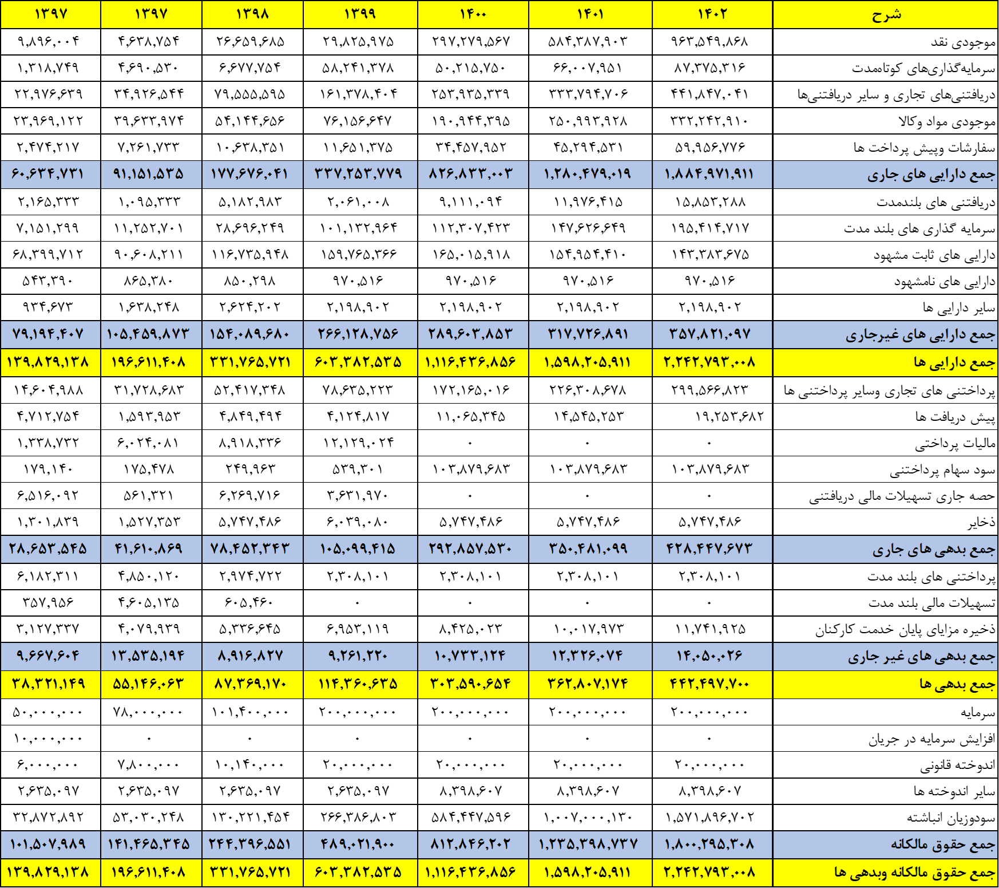 شرح ۱۴۰۲ ۱۴۰۱ ۱۴۰۰ ۱۳۹۹ ۱۳۹۸ ۱۳۹۷ ۱۳۹۷
موجودی نقد ۹۶۳,۵۴۹,۸۶۸ ۵۸۴,۳۸۷,۹۰۳ ۲۹۷,۲۷۹,۵۶۷ ۲۹,۸۲۵,۹۷۵ ۲۶,۶۵۹,۶۸۵ ۴,۶۳۸,۷۵۴ ۹,۸۹۶,۰۰۴
سرمایه‌گذاری‌های کوتاه‌مدت ۸۷,۳۷۵,۳۱۶ ۶۶,۰۰۷,۹۵۱ ۵۰,۲۱۵,۷۵۰ ۵۸,۲۴۱,۳۷۸ ۶,۶۷۷,۷۵۴ ۴,۶۹۰,۵۳۰ ۱,۳۱۸,۷۴۹
دریافتنی‌های تجاری و سایر دریافتنی‌ها ۴۴۱,۸۴۷,۰۴۱ ۳۳۳,۷۹۴,۷۰۶ ۲۵۳,۹۳۵,۳۳۹ ۱۶۱,۳۷۸,۴۰۴ ۷۹,۵۵۵,۵۹۵ ۳۴,۹۲۶,۵۴۴ ۲۲,۹۷۶,۶۳۹
موجودی مواد وکالا ۳۳۲,۲۴۲,۹۱۰ ۲۵۰,۹۹۳,۹۲۸ ۱۹۰,۹۴۴,۳۹۵ ۷۶,۱۵۶,۶۴۷ ۵۴,۱۴۴,۶۵۶ ۳۹,۶۳۳,۹۷۴ ۲۳,۹۶۹,۱۲۲
سفارشات وپیش پرداخت ها ۵۹,۹۵۶,۷۷۶ ۴۵,۲۹۴,۵۳۱ ۳۴,۴۵۷,۹۵۲ ۱۱,۶۵۱,۳۷۵ ۱۰,۶۳۸,۳۵۱ ۷,۲۶۱,۷۳۳ ۲,۴۷۴,۲۱۷
جمع دارایی های جاری ۱,۸۸۴,۹۷۱,۹۱۱ ۱,۲۸۰,۴۷۹,۰۱۹ ۸۲۶,۸۳۳,۰۰۳ ۳۳۷,۲۵۳,۷۷۹ ۱۷۷,۶۷۶,۰۴۱ ۹۱,۱۵۱,۵۳۵ ۶۰,۶۳۴,۷۳۱
دریافتنی های بلندمدت ۱۵,۸۵۳,۲۸۸ ۱۱,۹۷۶,۴۱۵ ۹,۱۱۱,۰۹۴ ۲,۰۶۱,۰۰۸ ۵,۱۸۲,۹۸۳ ۱,۰۹۵,۳۳۳ ۲,۱۶۵,۳۳۳
سرمایه گذاری های بلند مدت ۱۹۵,۴۱۴,۷۱۷ ۱۴۷,۶۲۶,۶۴۹ ۱۱۲,۳۰۷,۴۲۳ ۱۰۱,۱۳۲,۹۶۴ ۲۸,۶۹۶,۲۴۹ ۱۱,۲۵۲,۷۰۱ ۷,۱۵۱,۲۹۹
دارایی های ثابت مشهود ۱۴۳,۳۸۳,۶۷۵ ۱۵۴,۹۵۴,۴۱۰ ۱۶۵,۰۱۵,۹۱۸ ۱۵۹,۷۶۵,۳۶۶ ۱۱۶,۷۳۵,۹۴۸ ۹۰,۶۰۸,۲۱۱ ۶۸,۳۹۹,۷۱۲
دارایی های نامشهود ۹۷۰,۵۱۶ ۹۷۰,۵۱۶ ۹۷۰,۵۱۶ ۹۷۰,۵۱۶ ۸۵۰,۲۹۸ ۸۶۵,۳۸۰ ۵۴۳,۳۹۰
سایر دارایی ها ۲,۱۹۸,۹۰۲ ۲,۱۹۸,۹۰۲ ۲,۱۹۸,۹۰۲ ۲,۱۹۸,۹۰۲ ۲,۶۲۴,۲۰۲ ۱,۶۳۸,۲۴۸ ۹۳۴,۶۷۳
جمع دارایی های غیرجاری ۳۵۷,۸۲۱,۰۹۷ ۳۱۷,۷۲۶,۸۹۱ ۲۸۹,۶۰۳,۸۵۳ ۲۶۶,۱۲۸,۷۵۶ ۱۵۴,۰۸۹,۶۸۰ ۱۰۵,۴۵۹,۸۷۳ ۷۹,۱۹۴,۴۰۷
جمع دارایی ها ۲,۲۴۲,۷۹۳,۰۰۸ ۱,۵۹۸,۲۰۵,۹۱۱ ۱,۱۱۶,۴۳۶,۸۵۶ ۶۰۳,۳۸۲,۵۳۵ ۳۳۱,۷۶۵,۷۲۱ ۱۹۶,۶۱۱,۴۰۸ ۱۳۹,۸۲۹,۱۳۸
پرداختنی های تجاری وسایر پرداختنی ها ۲۹۹,۵۶۶,۸۲۳ ۲۲۶,۳۰۸,۶۷۸ ۱۷۲,۱۶۵,۰۱۶ ۷۸,۶۳۵,۲۲۳ ۵۲,۴۱۷,۳۴۸ ۳۱,۷۲۸,۶۸۳ ۱۴,۶۰۴,۹۸۸
پیش دریافت ها ۱۹,۲۵۳,۶۸۲ ۱۴,۵۴۵,۲۵۳ ۱۱,۰۶۵,۳۴۵ ۴,۱۲۴,۸۱۷ ۴,۸۴۹,۴۹۴ ۱,۵۹۳,۹۵۳ ۴,۷۱۲,۷۵۴
مالیات پرداختی ۰ ۰ ۰ ۱۲,۱۲۹,۰۲۴ ۸,۹۱۸,۳۳۶ ۶,۰۲۴,۰۸۱ ۱,۳۳۸,۷۳۲
سود سهام پرداختنی ۱۰۳,۸۷۹,۶۸۳ ۱۰۳,۸۷۹,۶۸۳ ۱۰۳,۸۷۹,۶۸۳ ۵۳۹,۳۰۱ ۲۴۹,۹۶۳ ۱۷۵,۴۷۸ ۱۷۹,۱۴۰
حصه جاری تسهیلات مالی دریافتنی ۰ ۰ ۰ ۳,۶۳۱,۹۷۰ ۶,۲۶۹,۷۱۶ ۵۶۱,۳۲۱ ۶,۵۱۶,۰۹۲
ذخایر ۵,۷۴۷,۴۸۶ ۵,۷۴۷,۴۸۶ ۵,۷۴۷,۴۸۶ ۶,۰۳۹,۰۸۰ ۵,۷۴۷,۴۸۶ ۱,۵۲۷,۳۵۳ ۱,۳۰۱,۸۳۹
جمع بدهی های جاری ۴۲۸,۴۴۷,۶۷۳ ۳۵۰,۴۸۱,۰۹۹ ۲۹۲,۸۵۷,۵۳۰ ۱۰۵,۰۹۹,۴۱۵ ۷۸,۴۵۲,۳۴۳ ۴۱,۶۱۰,۸۶۹ ۲۸,۶۵۳,۵۴۵
پرداختنی های بلند مدت ۲,۳۰۸,۱۰۱ ۲,۳۰۸,۱۰۱ ۲,۳۰۸,۱۰۱ ۲,۳۰۸,۱۰۱ ۲,۹۷۴,۷۲۲ ۴,۸۵۰,۱۲۰ ۶,۱۸۲,۳۱۱
تسهیلات مالی بلند مدت ۰ ۰ ۰ ۰ ۶۰۵,۴۶۰ ۴,۶۰۵,۱۳۵ ۳۵۷,۹۵۶
ذخیره مزایای پایان خدمت کارکنان ۱۱,۷۴۱,۹۲۵ ۱۰,۰۱۷,۹۷۳ ۸,۴۲۵,۰۲۳ ۶,۹۵۳,۱۱۹ ۵,۳۳۶,۶۴۵ ۴,۰۷۹,۹۳۹ ۳,۱۲۷,۳۳۷
جمع بدهی های غیر جاری ۱۴,۰۵۰,۰۲۶ ۱۲,۳۲۶,۰۷۴ ۱۰,۷۳۳,۱۲۴ ۹,۲۶۱,۲۲۰ ۸,۹۱۶,۸۲۷ ۱۳,۵۳۵,۱۹۴ ۹,۶۶۷,۶۰۴
جمع بدهی ها ۴۴۲,۴۹۷,۷۰۰ ۳۶۲,۸۰۷,۱۷۴ ۳۰۳,۵۹۰,۶۵۴ ۱۱۴,۳۶۰,۶۳۵ ۸۷,۳۶۹,۱۷۰ ۵۵,۱۴۶,۰۶۳ ۳۸,۳۲۱,۱۴۹
سرمایه ۲۰۰,۰۰۰,۰۰۰ ۲۰۰,۰۰۰,۰۰۰ ۲۰۰,۰۰۰,۰۰۰ ۲۰۰,۰۰۰,۰۰۰ ۱۰۱,۴۰۰,۰۰۰ ۷۸,۰۰۰,۰۰۰ ۵۰,۰۰۰,۰۰۰
افزایش سرمایه در جریان ۰ ۰ ۰ ۰ ۰ ۰ ۱۰,۰۰۰,۰۰۰
اندوخته قانونی ۲۰,۰۰۰,۰۰۰ ۲۰,۰۰۰,۰۰۰ ۲۰,۰۰۰,۰۰۰ ۲۰,۰۰۰,۰۰۰ ۱۰,۱۴۰,۰۰۰ ۷,۸۰۰,۰۰۰ ۶,۰۰۰,۰۰۰
سایر اندوخته ها ۸,۳۹۸,۶۰۷ ۸,۳۹۸,۶۰۷ ۸,۳۹۸,۶۰۷ ۲,۶۳۵,۰۹۷ ۲,۶۳۵,۰۹۷ ۲,۶۳۵,۰۹۷ ۲,۶۳۵,۰۹۷
سودوزیان انباشته ۱,۵۷۱,۸۹۶,۷۰۲ ۱,۰۰۷,۰۰۰,۱۳۰ ۵۸۴,۴۴۷,۵۹۶ ۲۶۶,۳۸۶,۸۰۳ ۱۳۰,۲۲۱,۴۵۴ ۵۳,۰۳۰,۲۴۸ ۳۲,۸۷۲,۸۹۲
جمع حقوق مالکانه ۱,۸۰۰,۲۹۵,۳۰۸ ۱,۲۳۵,۳۹۸,۷۳۷ ۸۱۲,۸۴۶,۲۰۲ ۴۸۹,۰۲۱,۹۰۰ ۲۴۴,۳۹۶,۵۵۱ ۱۴۱,۴۶۵,۳۴۵ ۱۰۱,۵۰۷,۹۸۹
جمع حقوق مالکانه وبدهی ها ۲,۲۴۲,۷۹۳,۰۰۸ ۱,۵۹۸,۲۰۵,۹۱۱ ۱,۱۱۶,۴۳۶,۸۵۶ ۶۰۳,۳۸۲,۵۳۵ ۳۳۱,۷۶۵,۷۲۱ ۱۹۶,۶۱۱,۴۰۸ ۱۳۹,۸۲۹,۱۳۸